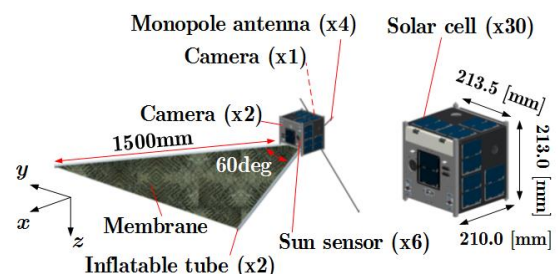 Monopole antenna (x4)
Solar cell (x30)
Camera (x1)
213.5 [mm]
Camera (x2)
1500mm
60deg
213.0 [mm]
y
x
z
Membrane
Sun sensor (x6)
210.0 [mm]
Inflatable tube (x2)